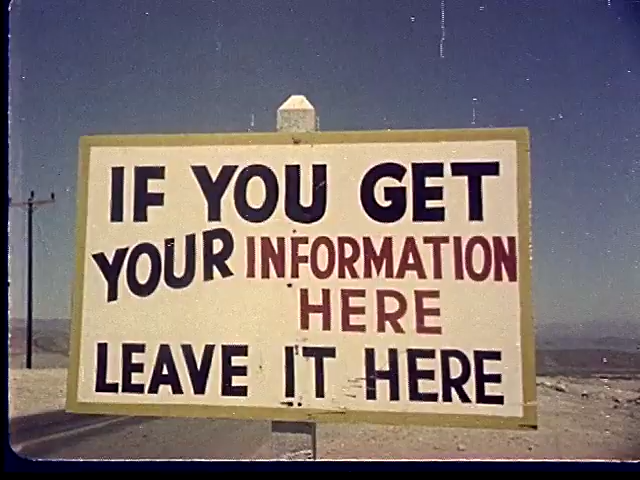 IF YOU GET
YOUR INFORMATION
HERE
LEAVE IT HERE